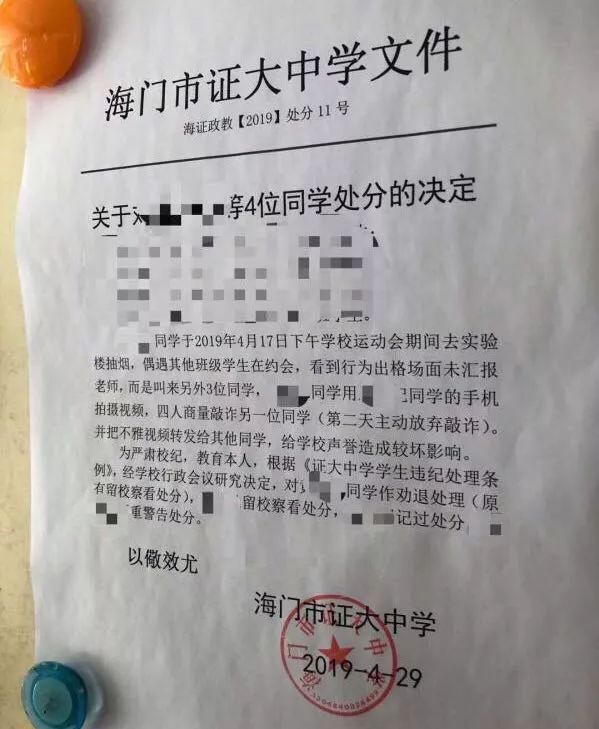 海门市证大中学文件
海证政教【2019】处分 11 号
关于 等4位同学处分的决定
同学于2019年4月17日下午学校运动会期间去实验
楼抽烟，偶遇其他班级学生在约会，看到行为出格场面未汇报
老师，而是叫来另外3位同学， 同学用 同学的手机
拍摄视频，四人商量敲诈另一位同学（第二天主动放弃敲诈）。
并把不雅视频转发给其他同学，给学校声誉造成较坏影响。
为严肃校纪，教育本人，根据《证大中学学生违纪处理条
例》，经学校行政会议研究决定，对 同学作劝退处理（原
有留校察看处分）， 留校察看处分， 记过处分，
重警告处分。
以儆效尤
海门市证大中学
2019-4-29
海门市证大中学